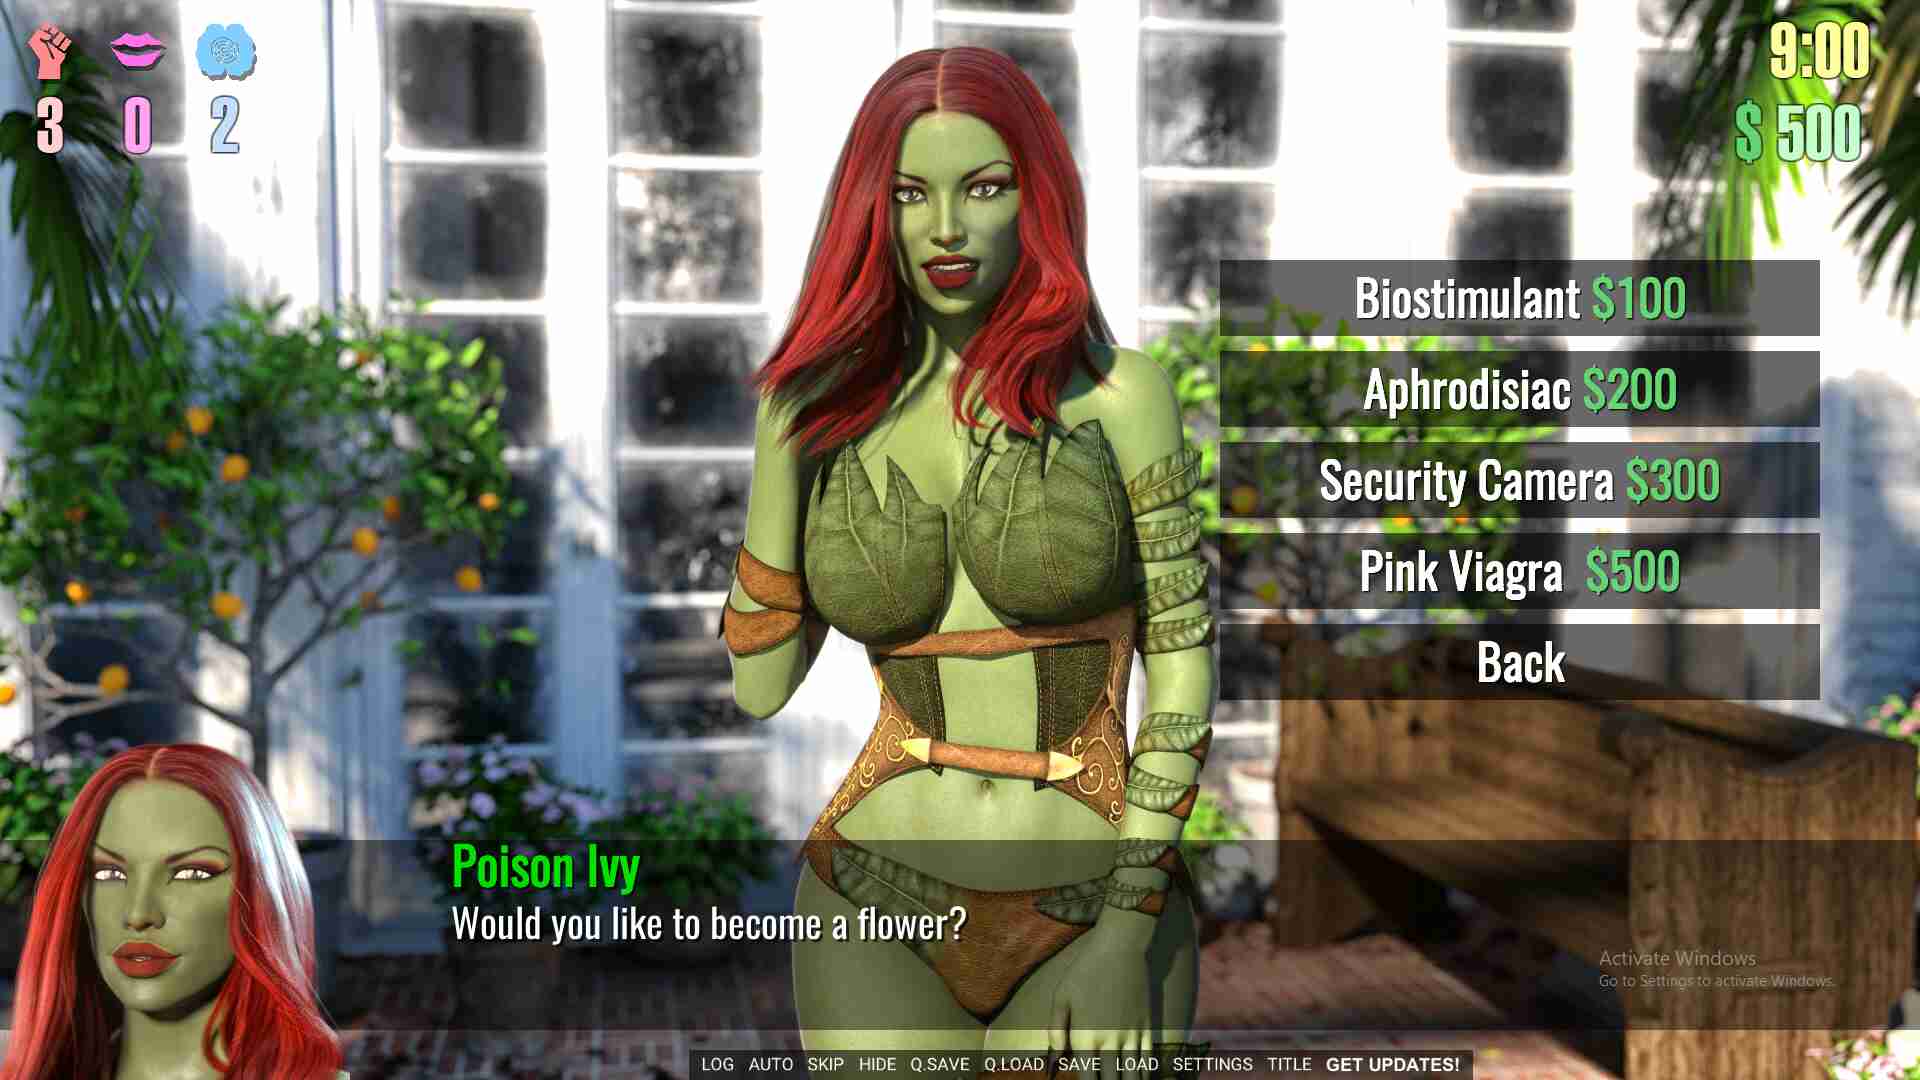 3 0 2
9:00
$ 500
Biostimulant $100
Aphrodisiac $200
Security Camera $300
Pink Viagra $500
Back
Poison Ivy
Would you like to become a flower?
Activate Windows
Go to Settings to activate Windows.
LOG AUTO SKIP HIDE Q.SAVE Q.LOAD SAVE LOAD SETTINGS TITLE GET UPDATES!